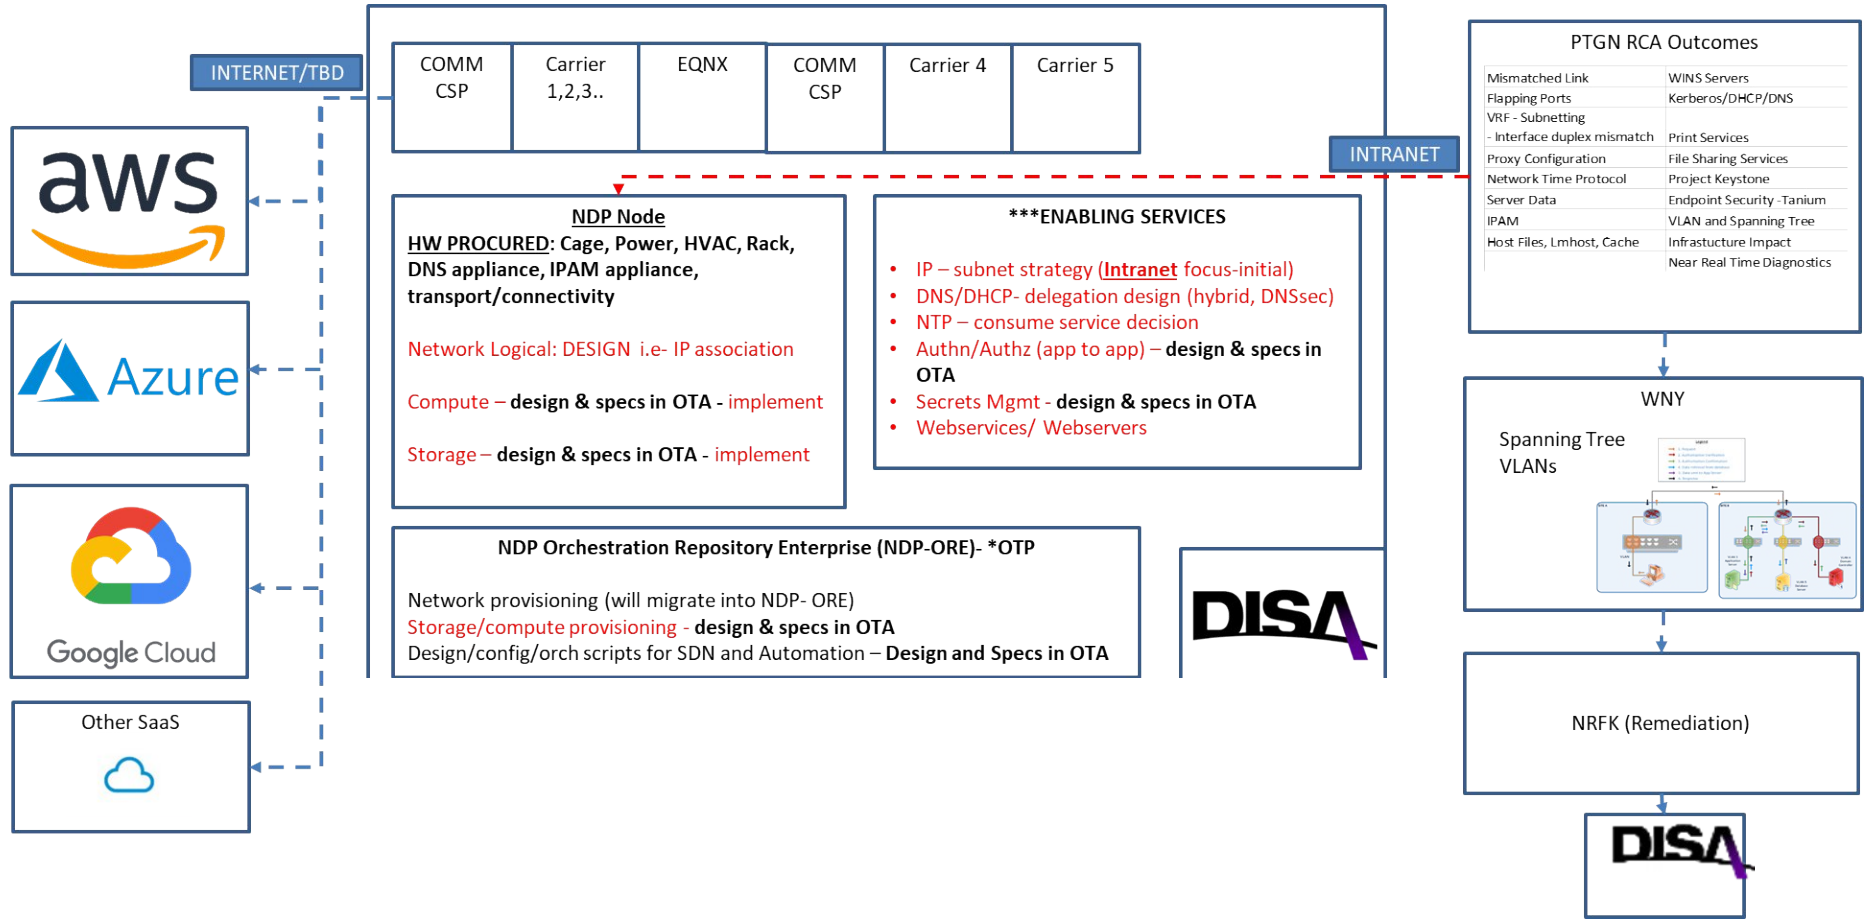 INTERNET/TBD
COMM
CSP
Carrier
1,2,3..
EQNX
COMM
CSP
Carrier 4
Carrier 5
INTRANET
aws
Azure
Google Cloud
Other SaaS
NDP Node
HW PROCURED: Cage, Power, HVAC, Rack,
DNS appliance, IPAM appliance,
transport/connectivity
Network Logical: DESIGN i.e- IP association
Compute – design & specs in OTA - implement
Storage – design & specs in OTA - implement
***ENABLING SERVICES
• IP – subnet strategy (Intranet focus-initial)
• DNS/DHCP- delegation design (hybrid, DNSsec)
• NTP – consume service decision
• Authn/Authz (app to app) – design & specs in
OTA
• Secrets Mgmt - design & specs in OTA
• Webservices/ Webservers
NDP Orchestration Repository Enterprise (NDP-ORE)- *OTP
Network provisioning (will migrate into NDP- ORE)
Storage/compute provisioning - design & specs in OTA
Design/config/orch scripts for SDN and Automation – Design and Specs in OTA
DISA
PTGN RCA Outcomes
Mismatched Link WINS Servers
Flapping Ports Kerberos/DHCP/DNS
VRF - Subnetting
- Interface duplex mismatch Print Services
Proxy Configuration File Sharing Services
Network Time Protocol Project Keystone
Server Data Endpoint Security -Tanium
IPAM VLAN and Spanning Tree
Host Files, Lmhost, Cache Infrastucture Impact
Near Real Time Diagnostics
WNY
Spanning Tree
VLANs
NRFK (Remediation)
DISA